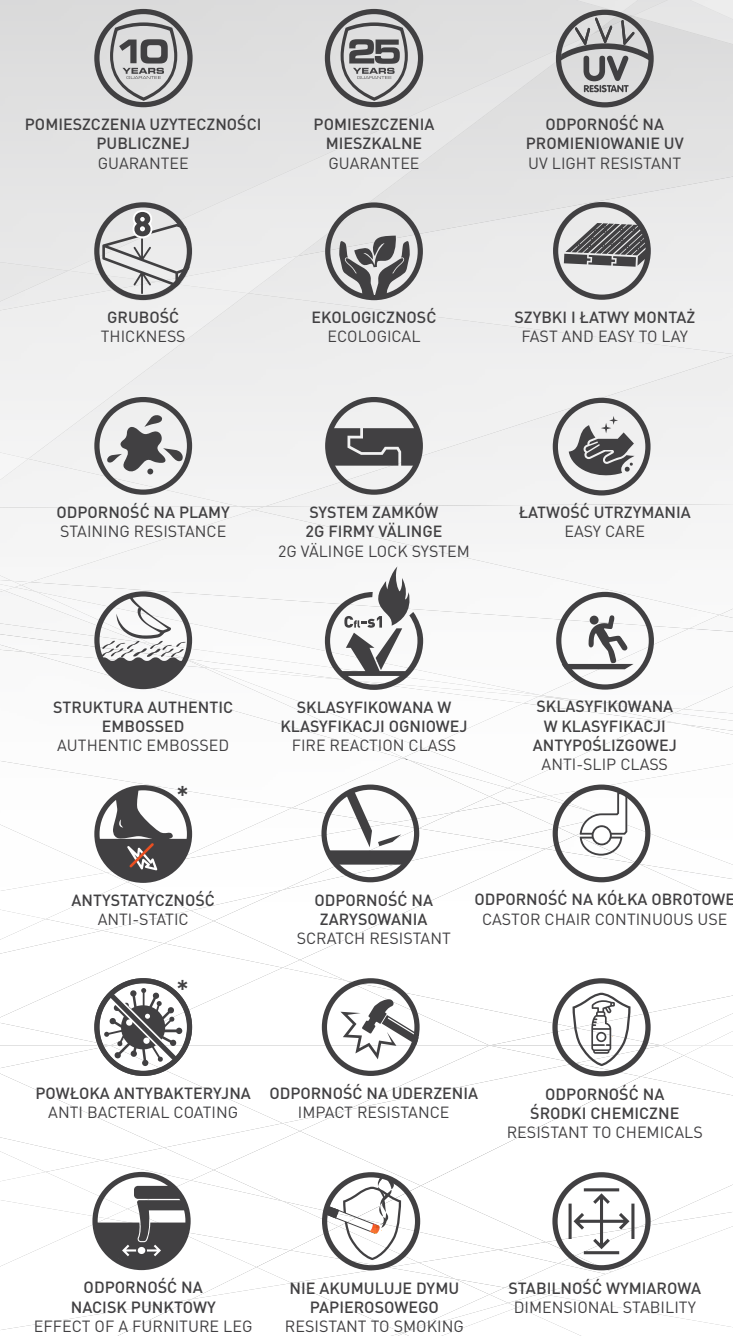 10
YEARS
GUARANTEE
POMIESZCZENIA UZYTECZNOŚCI
PUBLICZNEJ
GUARANTEE
25
YEARS
GUARANTEE
POMIESZCZENIA
MIESZKALNE
GUARANTEE
UV
RESISTANT
ODPORNOŚĆ NA
PROMIENIOWANIE UV
UV LIGHT RESISTANT
8
GRUBOŚĆ
THICKNESS
EKOLOGICZNOSĆ
ECOLOGICAL
SZYBKI I ŁATWY MONTAŻ
FAST AND EASY TO LAY
ODPORNOŚĆ NA PLAMY
STAINING RESISTANCE
SYSTEM ZAMKÓW
2G FIRMY VÄLINGE
2G VÄLINGE LOCK SYSTEM
ŁATWOŚĆ UTRZYMANIA
EASY CARE
STRUKTURA AUTHENTIC
EMBOSSED
AUTHENTIC EMBOSSED
Cfl-s1
SKLASYFIKOWANA W
KLASYFIKACJI OGNIOWEJ
FIRE REACTION CLASS
SKLASYFIKOWANA
W KLASYFIKACJI
ANTYPOŚLIZGOWEJ
ANTI-SLIP CLASS
*
ANTYSTATYCZNOŚĆ
ANTI-STATIC
ODPORNOŚĆ NA
ZARYSOWANIA
SCRATCH RESISTANT
ODPORNOŚĆ NA KÓŁKA OBROTOWE
CASTOR CHAIR CONTINUOUS USE
*
POWŁOKA ANTYBAKTERYJNA
ANTI BACTERIAL COATING
ODPORNOŚĆ NA UDERZENIA
IMPACT RESISTANCE
ODPORNOŚĆ NA
ŚRODKI CHEMICZNE
RESISTANT TO CHEMICALS
ODPORNOŚĆ NA
NACISK PUNKTOWY
EFFECT OF A FURNITURE LEG
NIE AKUMULUJE DYMU
PAPIEROSOWEGO
RESISTANT TO SMOKING
STABILNOŚĆ WYMIAROWA
DIMENSIONAL STABILITY